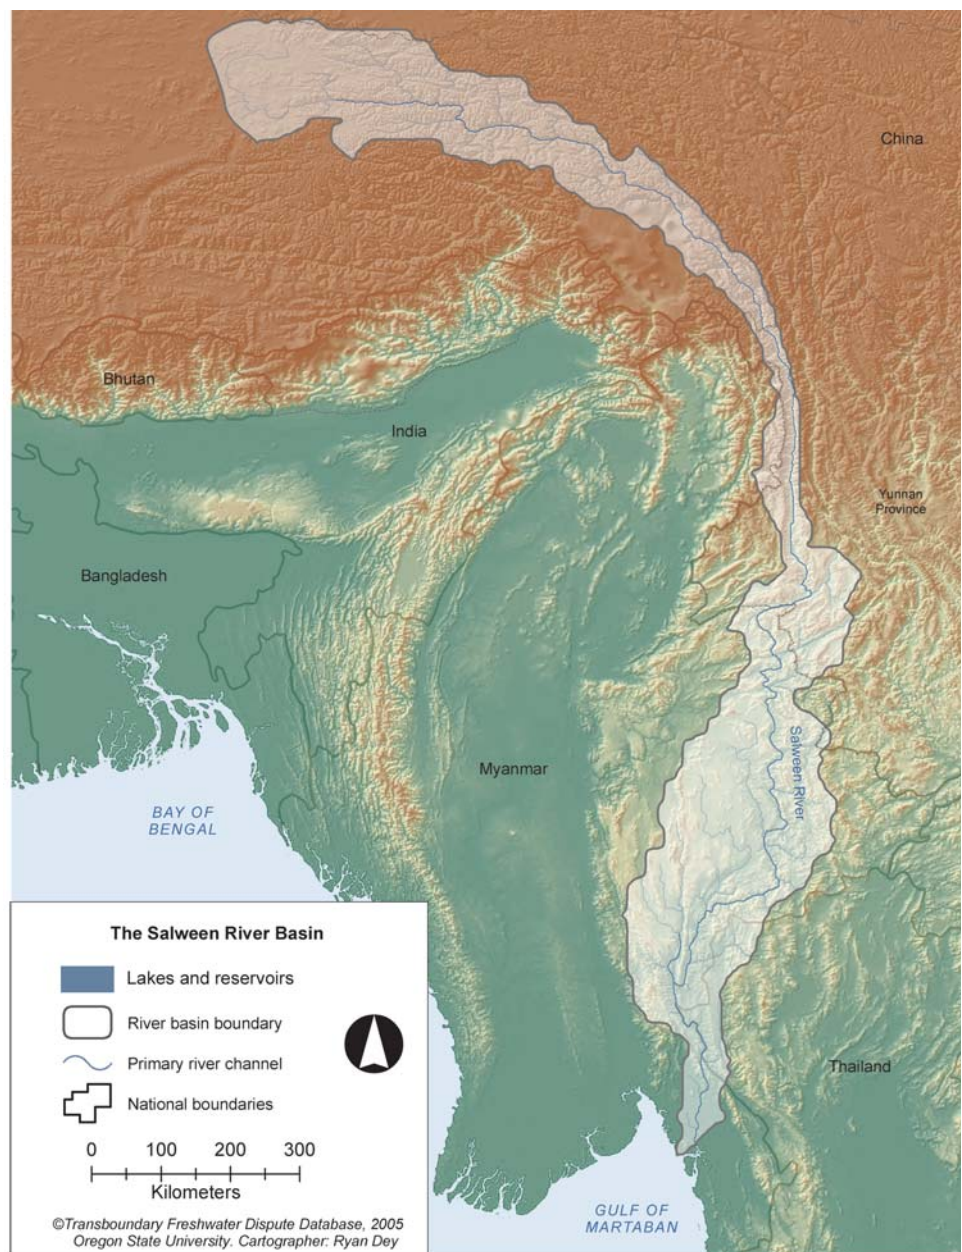 China
Bhutan
India
Yunnan
Province
Bangladesh
Salween River
Myanmar
BAY OF
BENGAL
The Salween River Basin
Lakes and reservoirs
River basin boundary
Primary river channel
National boundaries
0 100 200 300
Kilometers
©Transboundary Freshwater Dispute Database, 2005
Oregon State University. Cartographer: Ryan Dey
Thailand
GULF OF
MARTABAN